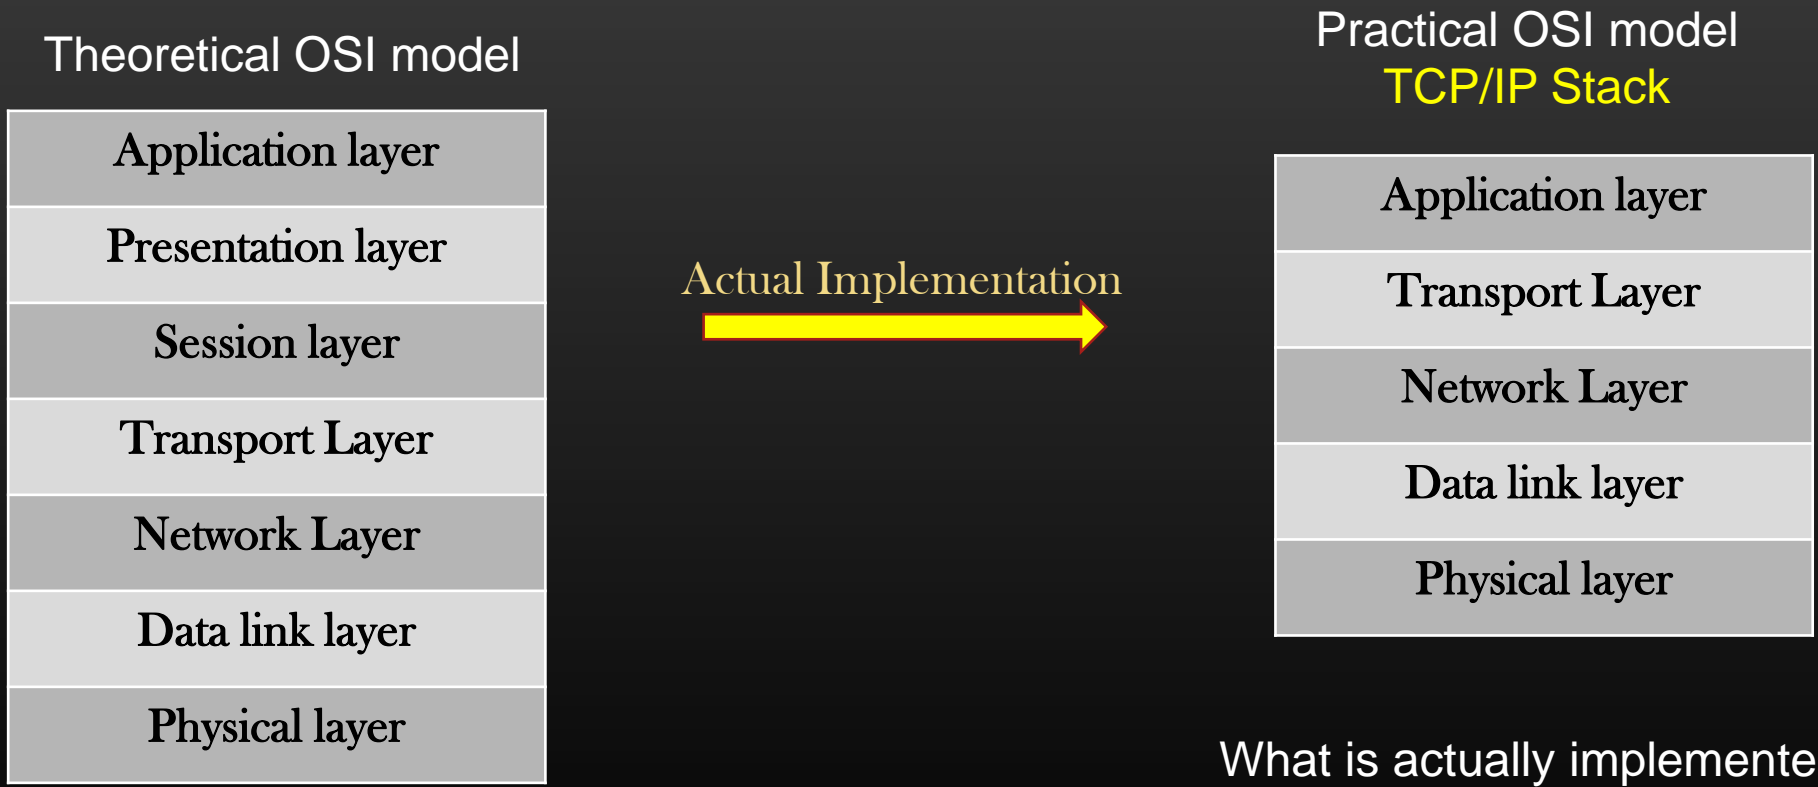 Theoretical OSI model
Application layer
Presentation layer
Session layer
Transport Layer
Network Layer
Data link layer
Physical layer
Actual Implementation
Practical OSI model
TCP/IP Stack
Application layer
Transport Layer
Network Layer
Data link layer
Physical layer
What is actually implemente